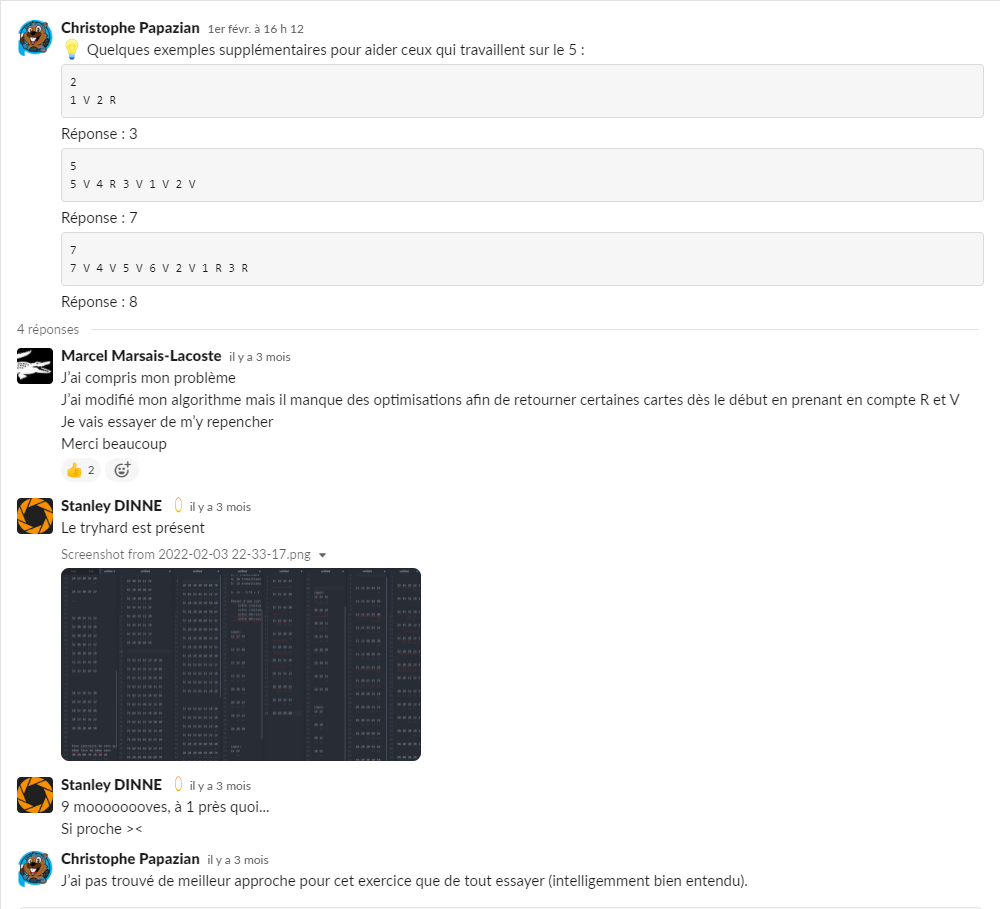 Christophe Papazian 1er févr. à 16 h 12
Quelques exemples supplémentaires pour aider ceux qui travaillent sur le 5 :
2
1 V 2 R
Réponse : 3
5
5 V 4 R 3 V 1 V 2 V
Réponse : 7
7
7 V 4 V 5 V 6 V 2 V 1 R 3 R
Réponse : 8
4 réponses
Marcel Marsais-Lacoste il y a 3 mois
J'ai compris mon problème
J'ai modifié mon algorithme mais il manque des optimisations afin de retourner certaines cartes dès le début en prenant en compte R et V
Je vais essayer de m'y repencher
Merci beaucoup
2
Stanley DINNE il y a 3 mois
Le tryhard est présent
Screenshot from 2022-02-03 22-33-17.png
Stanley DINNE il y a 3 mois
9 moooooooves, à 1 près quoi...
Si proche ><
Christophe Papazian il y a 3 mois
J'ai pas trouvé de meilleur approche pour cet exercice que de tout essayer (intelligemment bien entendu).